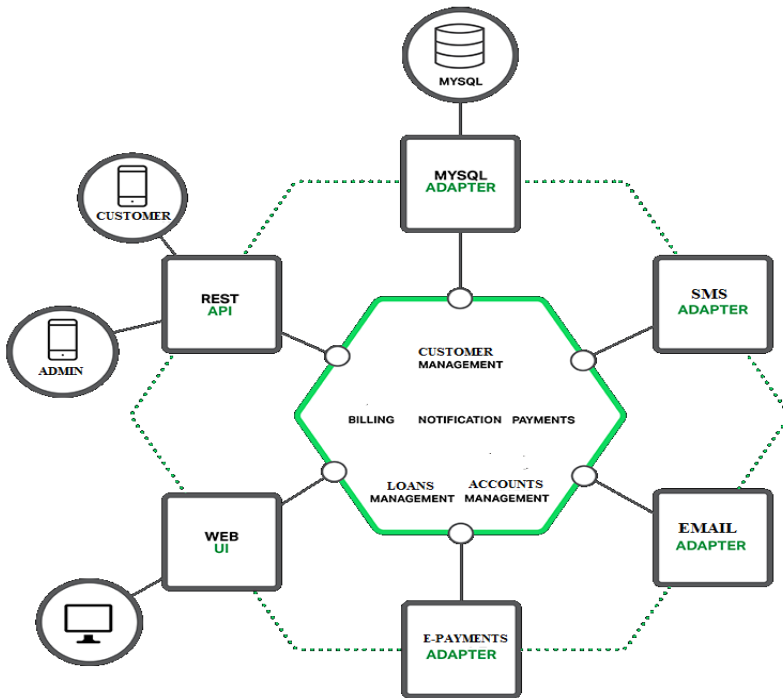 MYSQL
MYSQL
ADAPTER
CUSTOMER
REST
API
SMS
ADAPTER
ADMIN
CUSTOMER
MANAGEMENT
BILLING NOTIFICATION PAYMENTS
LOANS
MANAGEMENT
ACCOUNTS
MANAGEMENT
WEB
UI
EMAIL
ADAPTER
E-PAYMENTS
ADAPTER